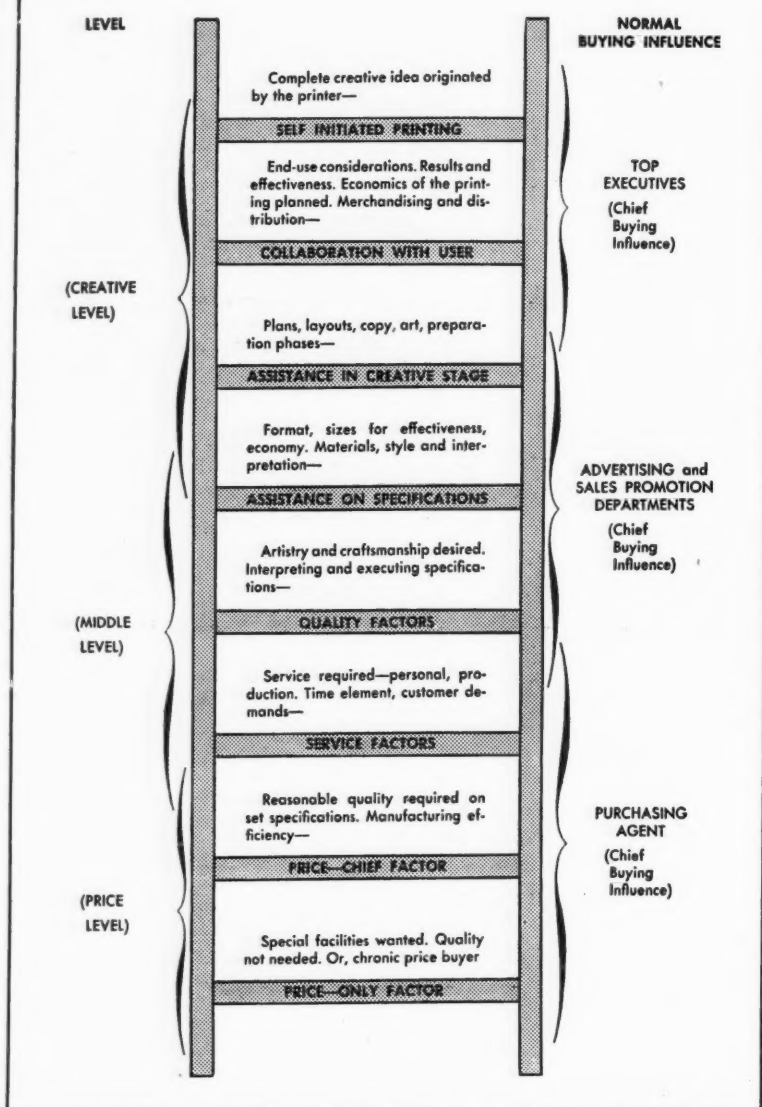 LEVEL
NORMAL
BUYING INFLUENCE
Complete creative idea originated
by the printer—
SELF INITIATED PRINTING
End-use considerations. Results and
effectiveness. Economics of the print-
ing planned. Merchandising and dis-
tribution—
TOP
EXECUTIVES
(Chief
Buying
Influence)
COLLABORATION WITH USER
(CREATIVE
LEVEL)
Plans, layouts, copy, art, prepara-
tion phases—
ASSISTANCE IN CREATIVE STAGE
Format, sizes for effectiveness,
economy. Materials, style and inter-
pretation—
ADVERTISING and
SALES PROMOTION
DEPARTMENTS
(Chief
Buying
Influence)
ASSISTANCE ON SPECIFICATIONS
Artistry and craftsmanship desired.
Interpreting and executing specifica-
tions—
(MIDDLE
LEVEL)
QUALITY FACTORS
Service required—personal, pro-
duction. Time element, customer de-
mands—
SERVICE FACTORS
Reasonable quality required on
set specifications. Manufacturing ef-
ficiency—
PURCHASING
AGENT
(Chief
Buying
Influence)
PRICE—CHIEF FACTOR
(PRICE
LEVEL)
Special facilities wanted. Quality
not needed. Or, chronic price buyer
PRICE—ONLY FACTOR